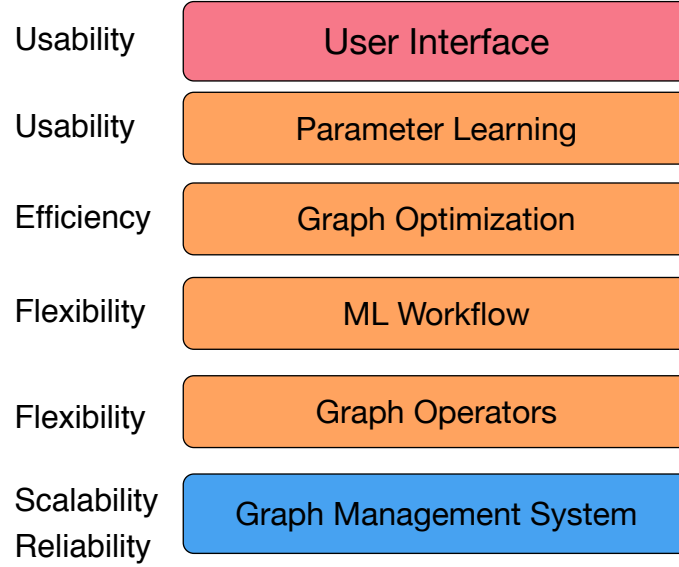 Usability
User Interface
Usability
Parameter Learning
Efficiency
Graph Optimization
Flexibility
ML Workflow
Flexibility
Graph Operators
Scalability
Reliability
Graph Management System